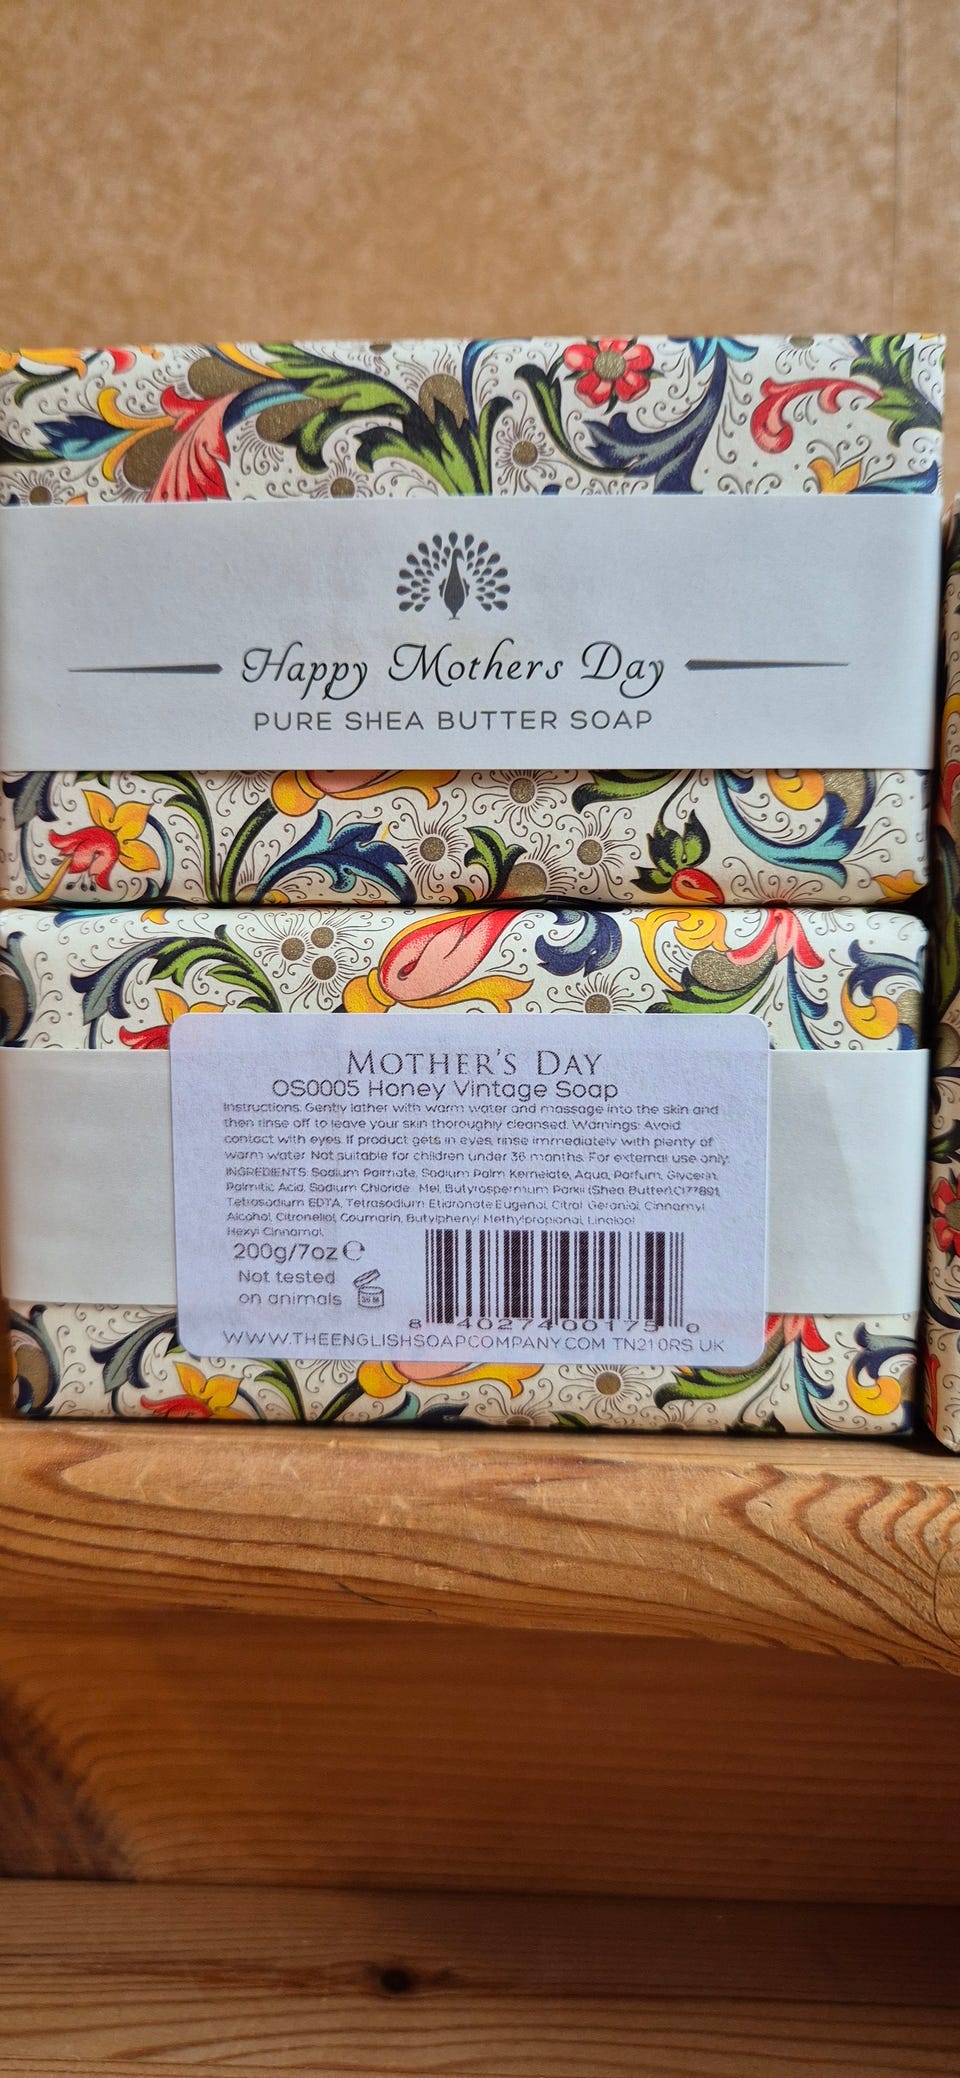 Happy Mothers Day
PURE SHEA BUTTER SOAP
MOTHER'S DAY
OS0005 Honey Vintage Soap
Instructions: Gently lather with warm water and massage into the skin and
then rinse off to leave your skin thoroughly cleansed. Warnings: Avoid
contact with eyes. If product gets in eyes, rinse immediately with plenty of
warm water. Not suitable for children under 36 months. For external use only.
INGREDIENTS: Sodium Palmate, Sodium Palm Kernelate, Aqua, Parfum, Glycerin,
Palmitic Acid, Sodium Chloride, Mel, Butyrospermum Parkii (Shea Butter),CI77891,
Tetrasodium EDTA, Tetrasodium Etidronate,Eugenol, Citral, Geraniol, Cinnamyl
Alcohol, Citronellol, Coumarin, Butylphenyl Methylpropional, Linalool
Hexyl Cinnamal,
200g/7oz ℮
Not tested
on animals
36 M
8 40274 00175 0
WWW.THEENGLISHSOAPCOMPANY.COM TN21 0RS UK